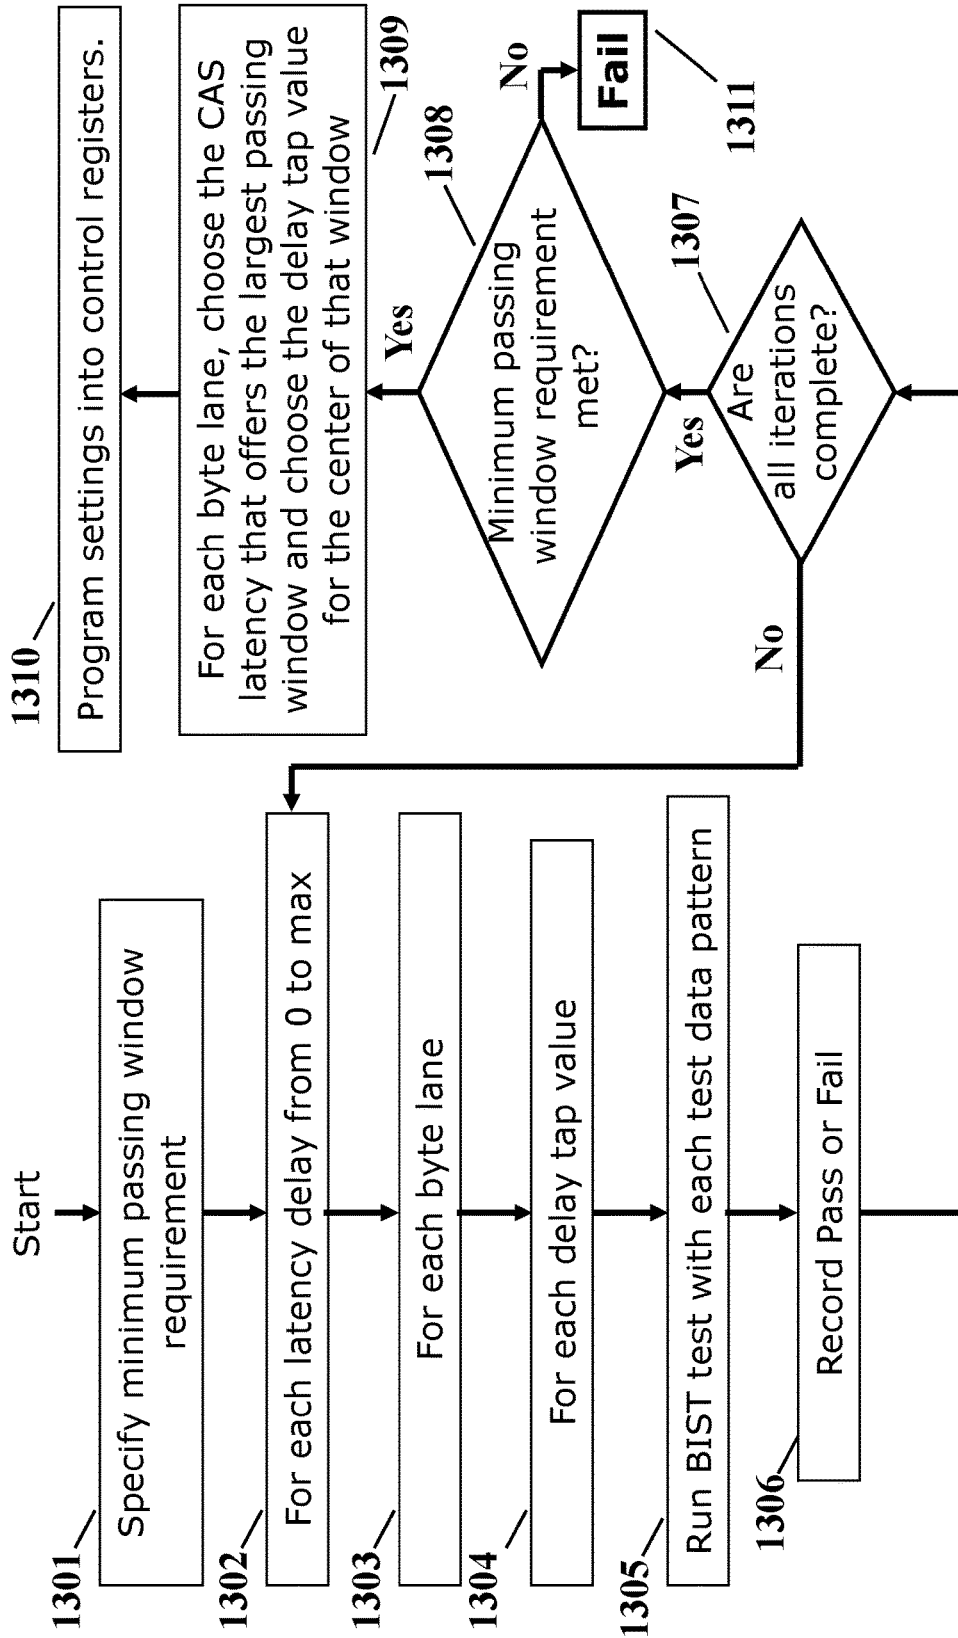 Start
1301
Specify minimum passing window
requirement
1302
For each latency delay from 0 to max
1303
For each byte lane
1304
For each delay tap value
1305
Run BIST test with each test data pattern
1306
Record Pass or Fail
1307
Are
all iterations
complete?
No
Yes
1308
Minimum passing
window requirement
met?
No
Fail
1311
Yes
1309
For each byte lane, choose the CAS
latency that offers the largest passing
window and choose the delay tap value
for the center of that window
1310
Program settings into control registers.